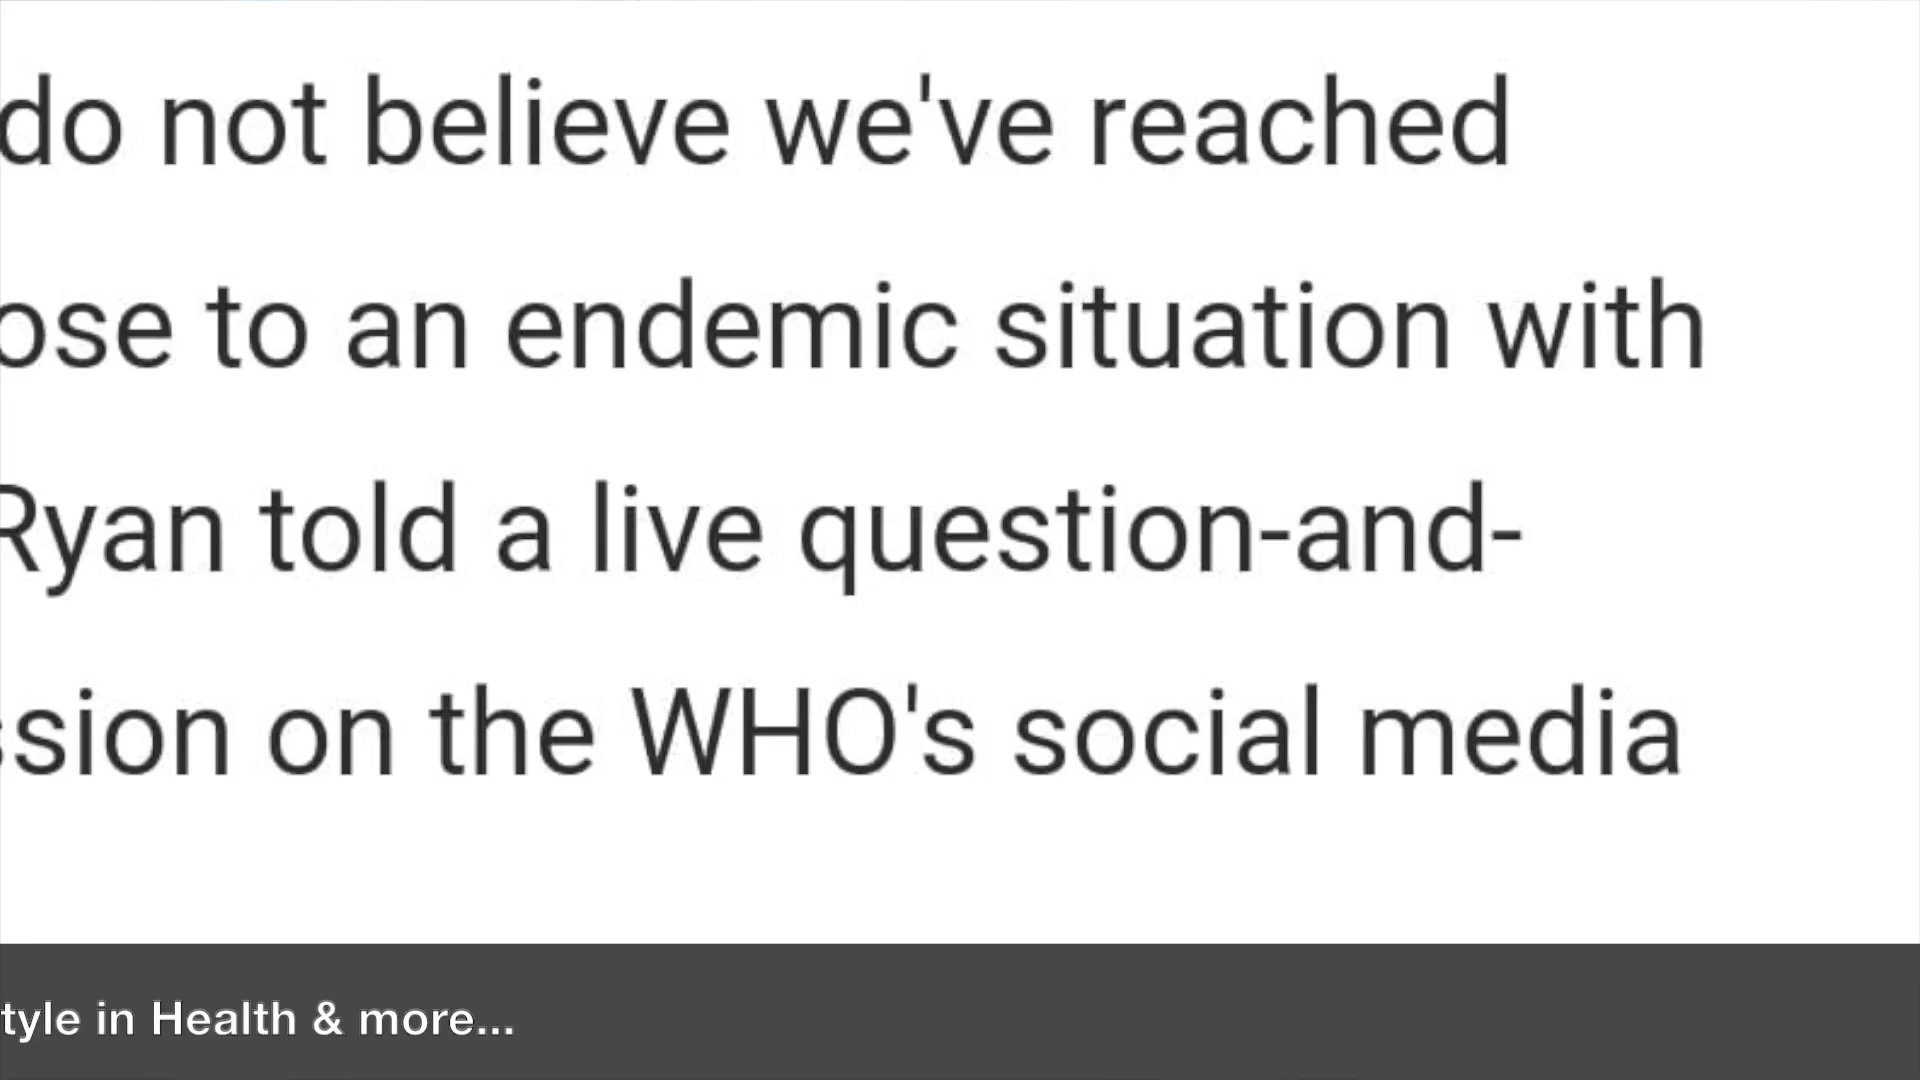 do not believe we've reached
ose to an endemic situation with
Ryan told a live question-and-
ssion on the WHO's social media
tyle in Health & more...